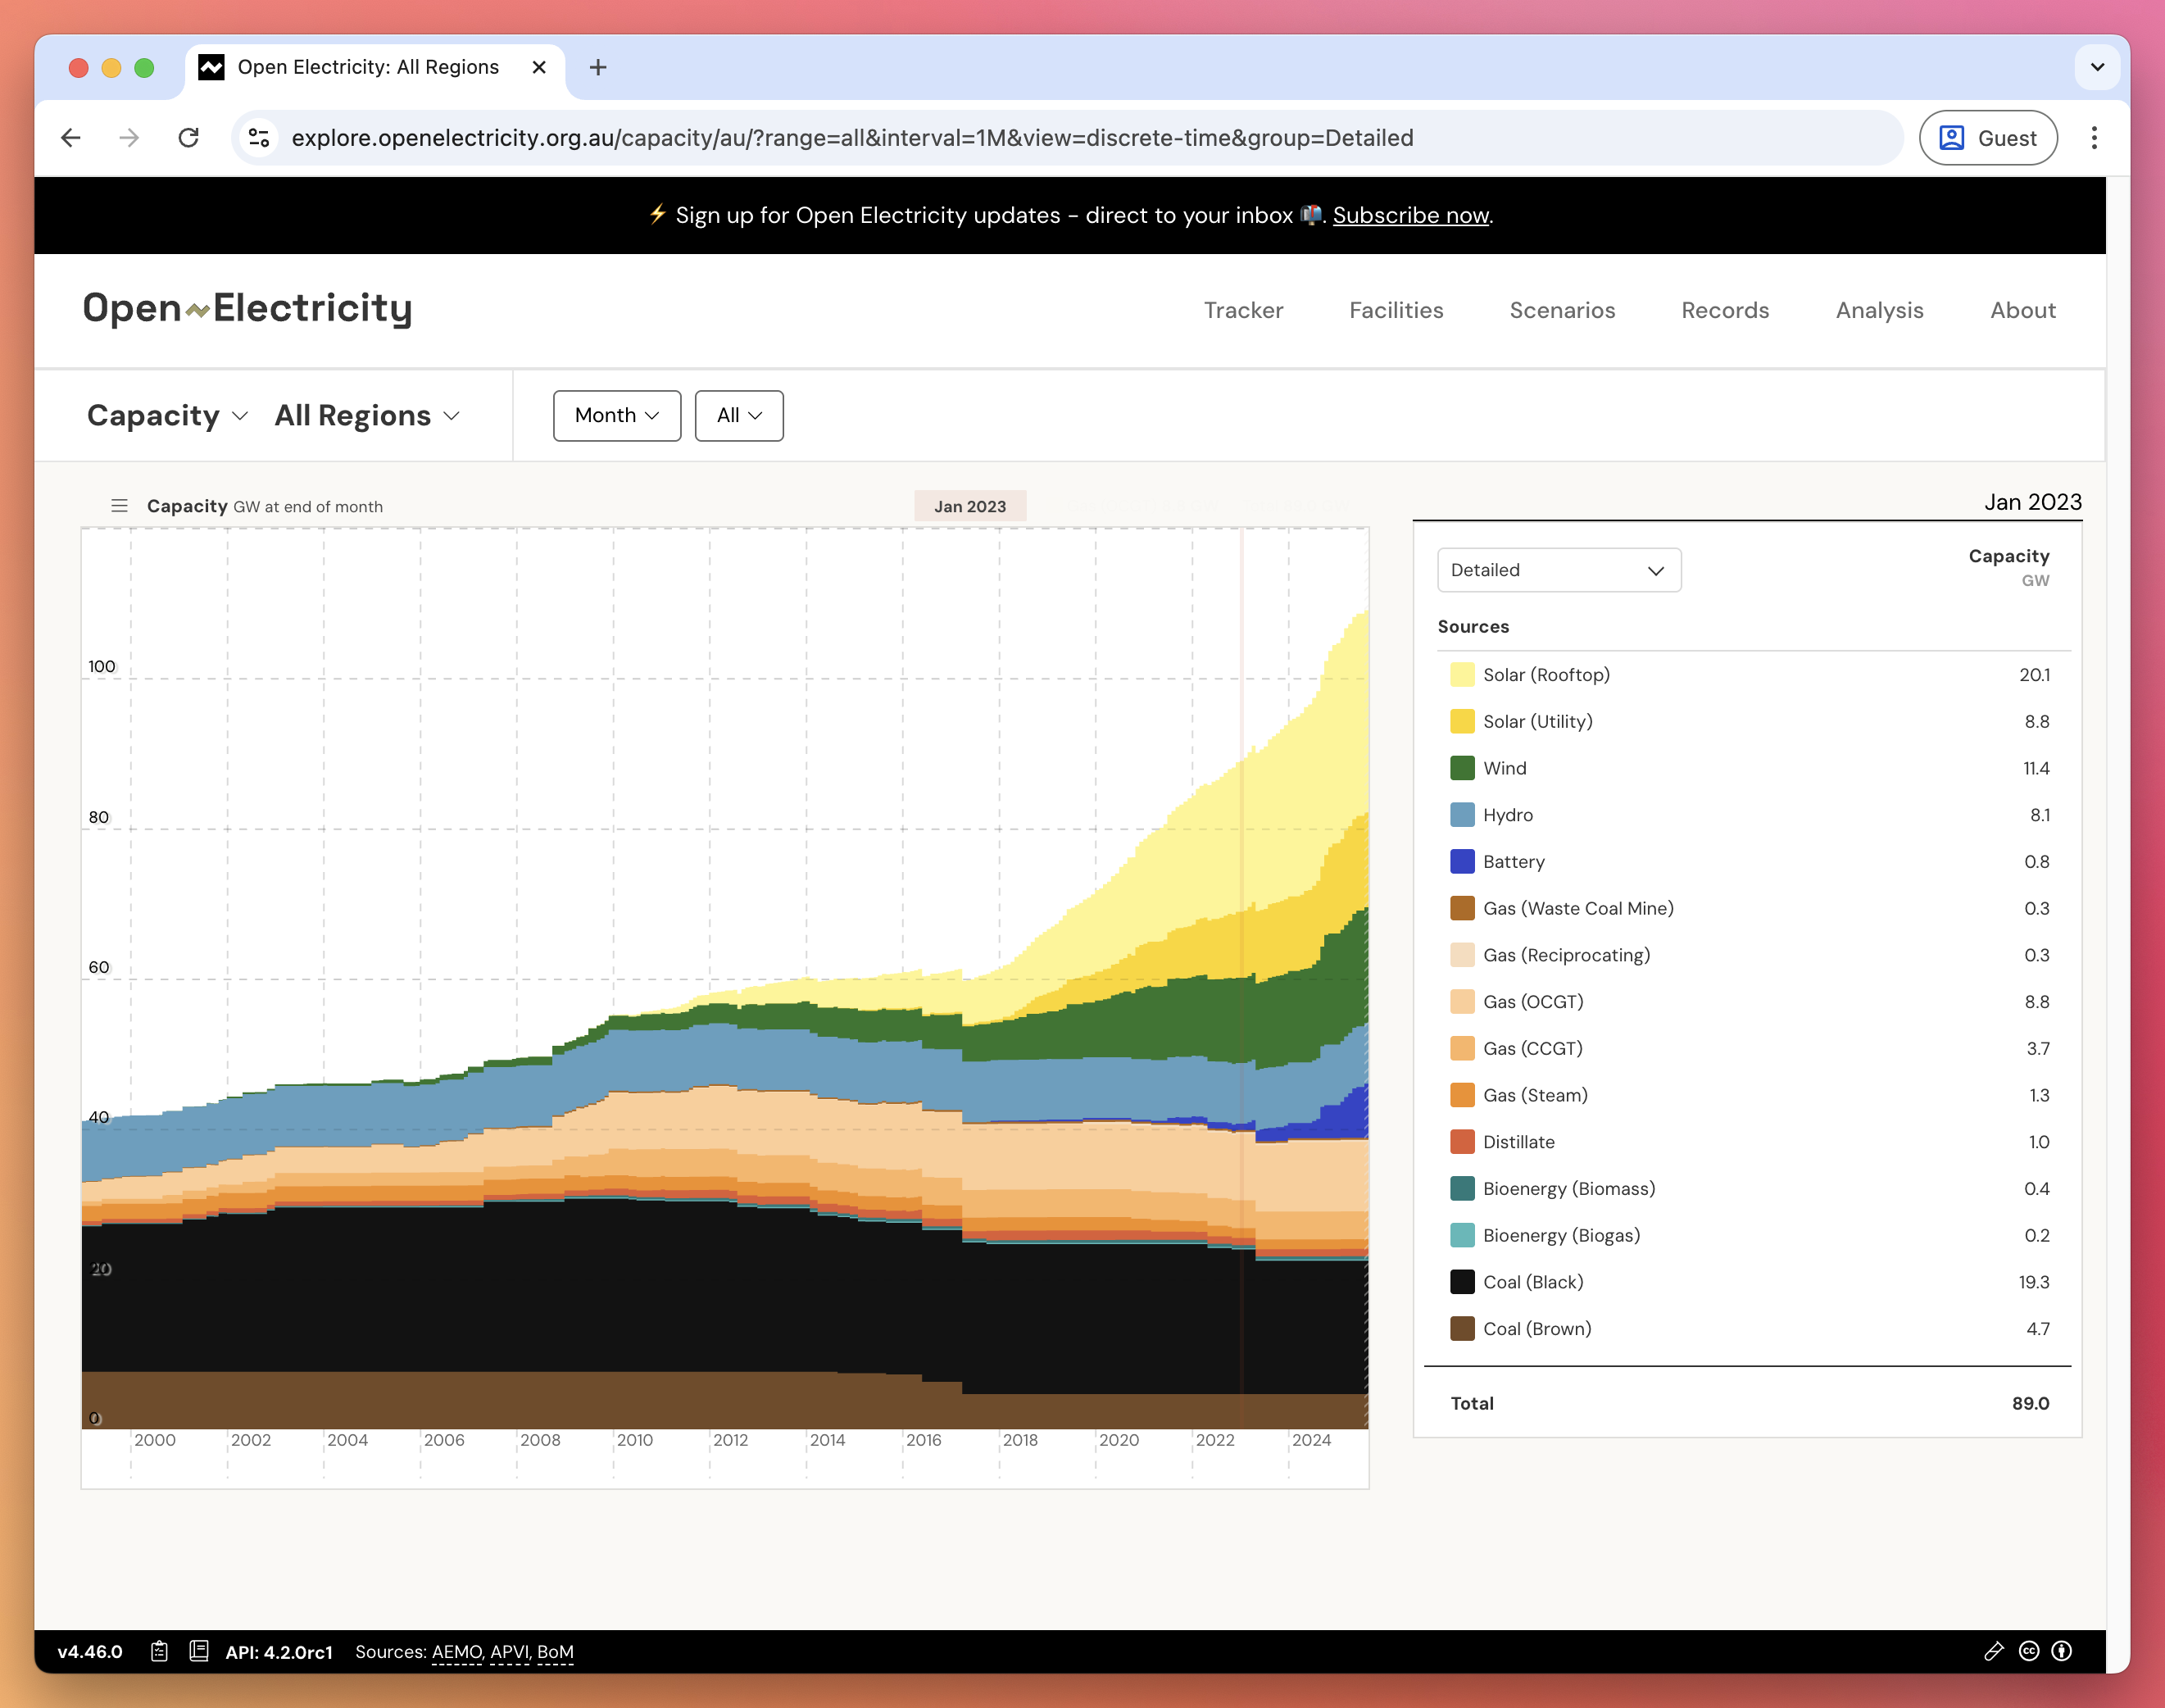 Open Electricity: All Regions
explore.openelectricity.org.au/capacity/au/?range=all&interval=1M&view=discrete-time&group=Detailed
Guest
⚡ Sign up for Open Electricity updates – direct to your inbox 📬. Subscribe now.
Open Electricity
Tracker Facilities Scenarios Records Analysis About
Capacity All Regions Month All
Capacity GW at end of month
Jan 2023
100
80
60
40
20
0
2000 2002 2004 2006 2008 2010 2012 2014 2016 2018 2020 2022 2024
Jan 2023
Detailed
Capacity
GW
Sources
Solar (Rooftop) 20.1
Solar (Utility) 8.8
Wind 11.4
Hydro 8.1
Battery 0.8
Gas (Waste Coal Mine) 0.3
Gas (Reciprocating) 0.3
Gas (OCGT) 8.8
Gas (CCGT) 3.7
Gas (Steam) 1.3
Distillate 1.0
Bioenergy (Biomass) 0.4
Bioenergy (Biogas) 0.2
Coal (Black) 19.3
Coal (Brown) 4.7
Total 89.0
v4.46.0 API: 4.2.0rc1 Sources: AEMO, APVI, BoM